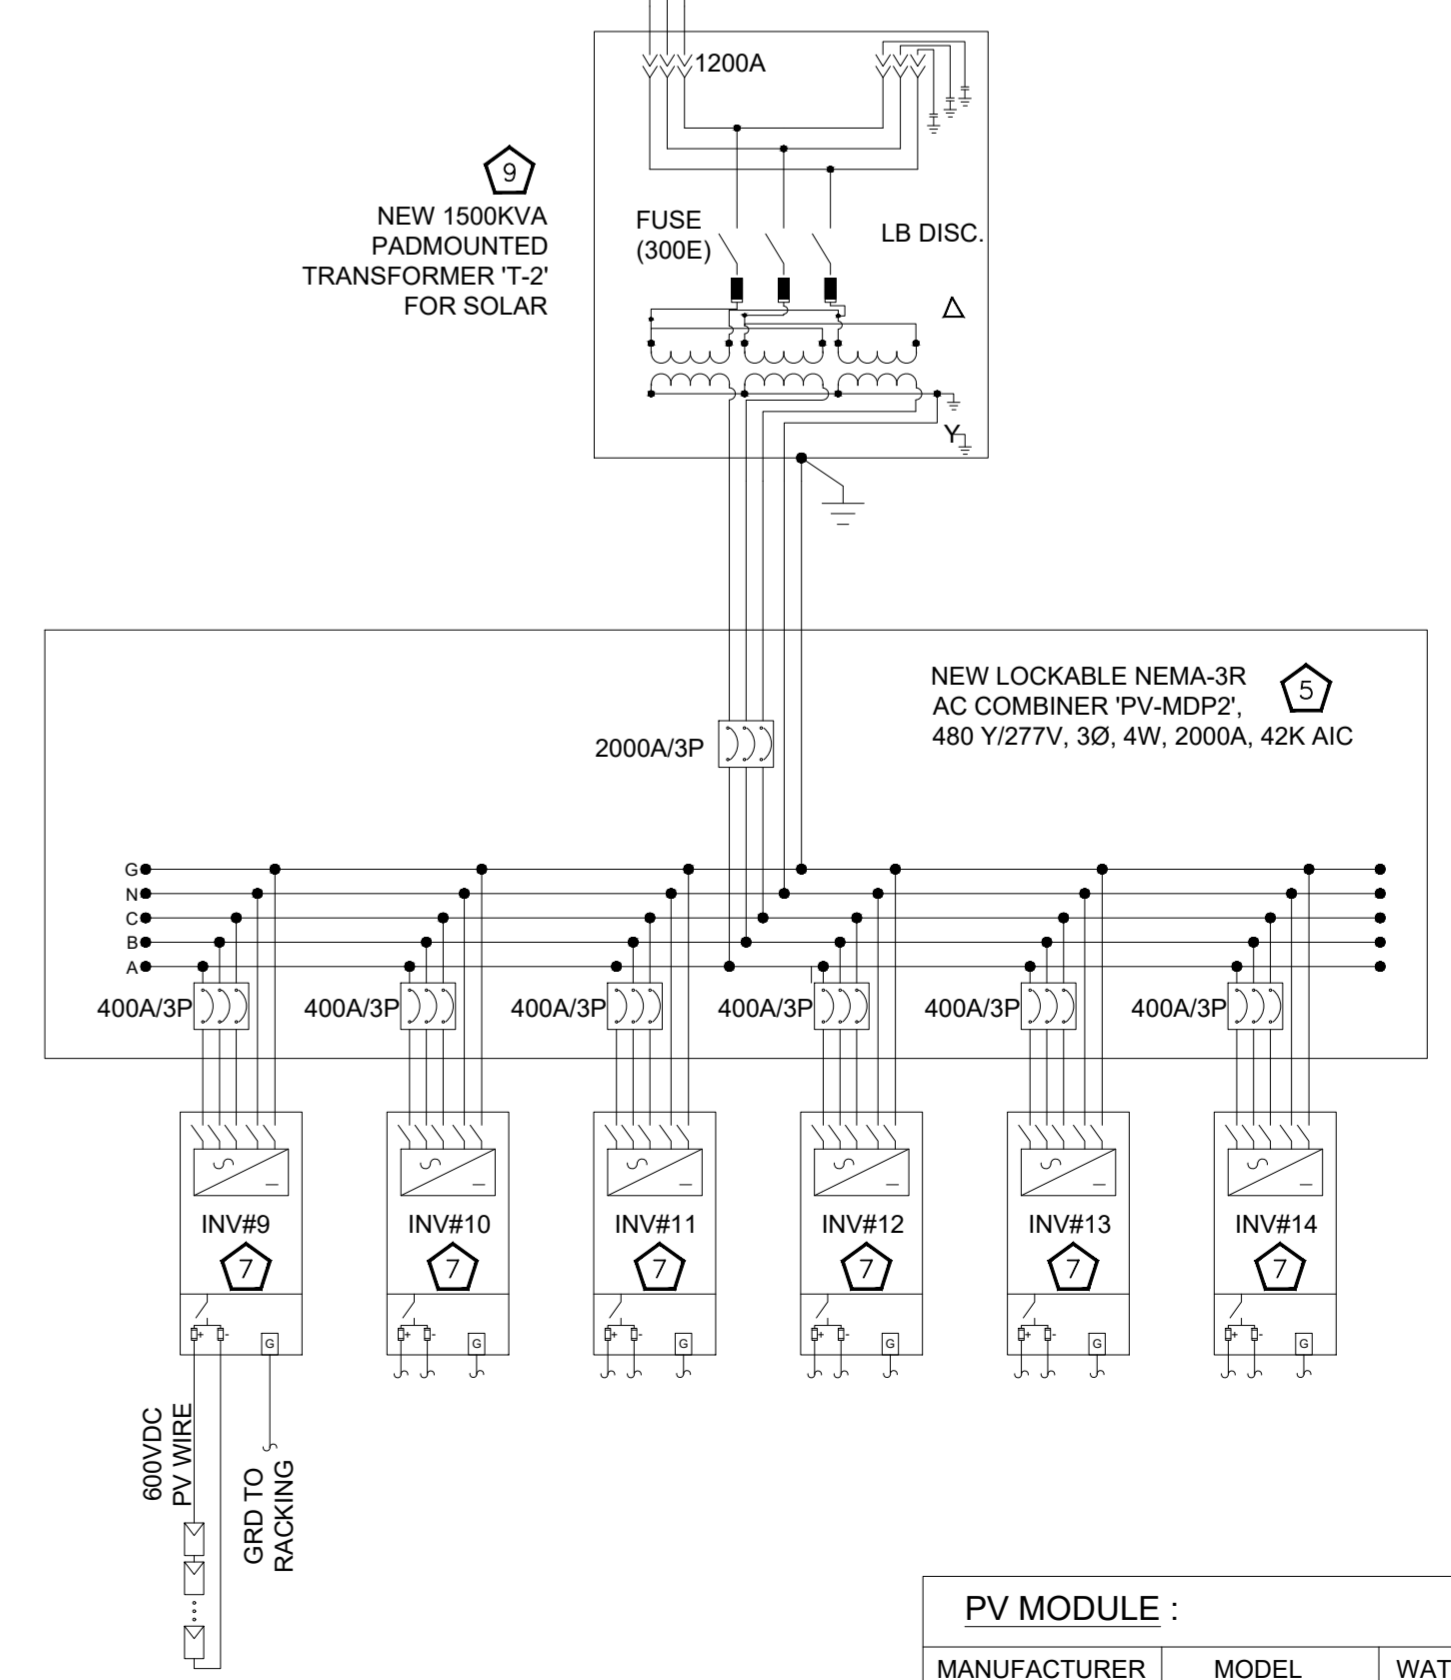 1200A
9
NEW 1500KVA
PADMOUNTED
TRANSFORMER 'T-2'
FOR SOLAR
FUSE
(300E)
LB DISC.
Δ
Y
NEW LOCKABLE NEMA-3R
AC COMBINER 'PV-MDP2',
480 Y/277V, 3Ø, 4W, 2000A, 42K AIC
5
2000A/3P
G
N
C
B
A
400A/3P 400A/3P 400A/3P 400A/3P 400A/3P 400A/3P
INV#9 INV#10 INV#11 INV#12 INV#13 INV#14
7 7 7 7 7 7
+ - G + - G + - G + - G + - G + - G
600VDC
PV WIRE
GRD TO
RACKING
PV MODULE :
MANUFACTURER MODEL WAT